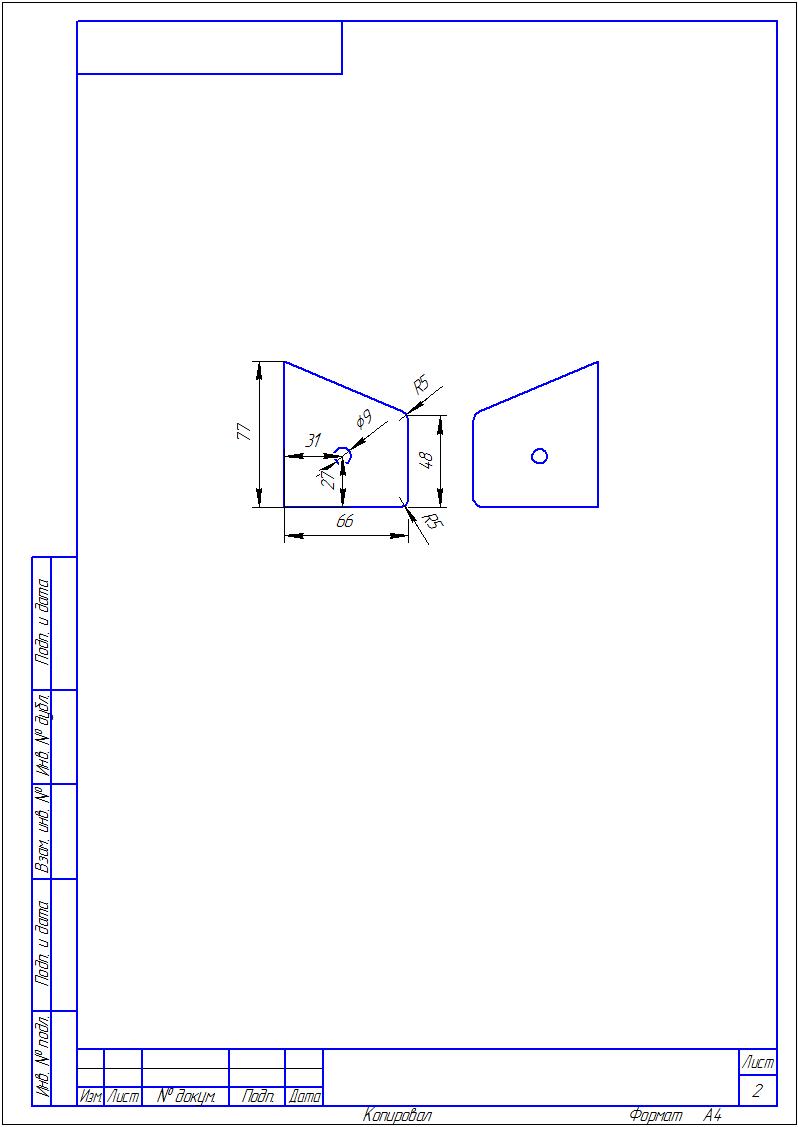 R5
ϕ9
77
31
48
27
66
R5
Подп. и дата
Инв. № дубл.
Взам. инв. №
Подп. и дата
Инв. № подл.
Лист
2
Изм. Лист № докум. Подп. Дата
Копировал Формат А4